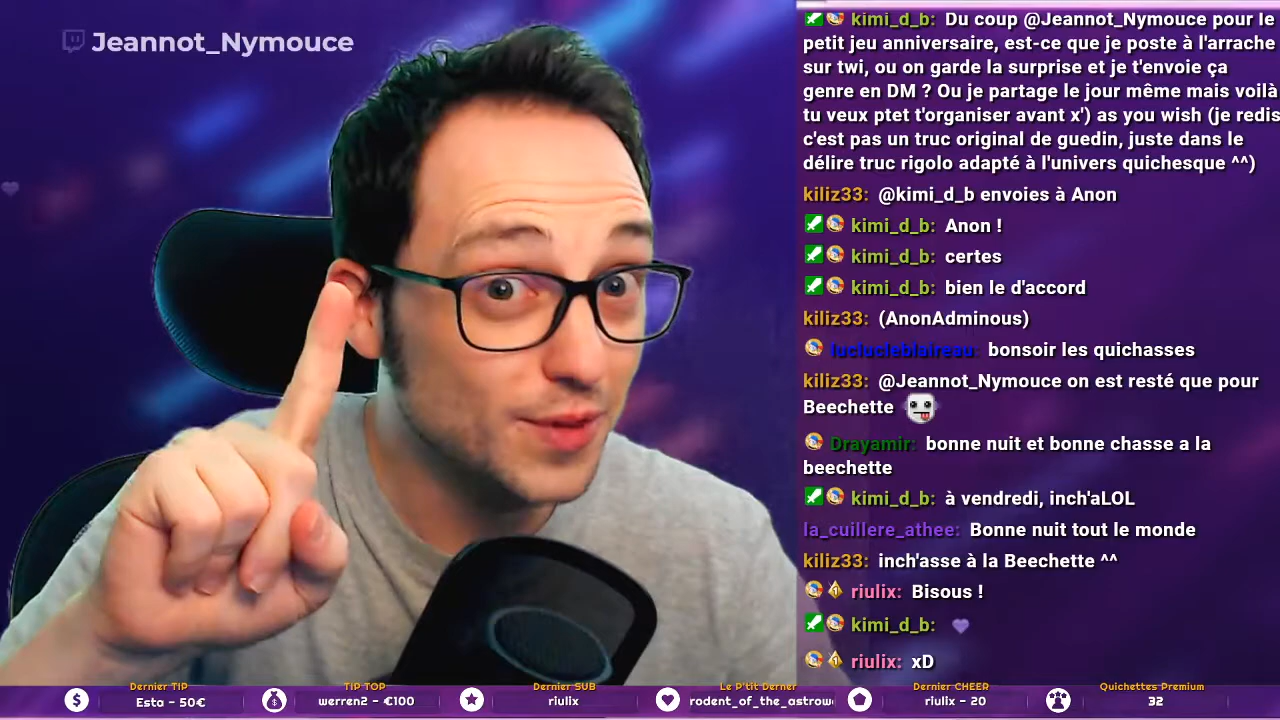 Jeannot_Nymouce
kimi_d_b: Du coup @Jeannot_Nymouce pour le
petit jeu anniversaire, est-ce que je poste à l'arrache
sur twi, ou on garde la surprise et je t'envoie ça
genre en DM ? Ou je partage le jour même mais voilà
tu veux ptet t'organiser avant x') as you wish (je redis
c'est pas un truc original de guedin, juste dans le
délire truc rigolo adapté à l'univers quichesque ^^)
kiliz33: @kimi_d_b envoies à Anon
kimi_d_b: Anon !
kimi_d_b: certes
kimi_d_b: bien le d'accord
kiliz33: (AnonAdminous)
luclucleblaireau: bonsoir les quichasses
kiliz33: @Jeannot_Nymouce on est resté que pour
Beechette
Drayamir: bonne nuit et bonne chasse a la
beechette
kimi_d_b: à vendredi, inch'aLOL
la_cuillere_athee: Bonne nuit tout le monde
kiliz33: inch'asse à la Beechette ^^
riulix: Bisous !
kimi_d_b:
riulix: xD
Dernier TIP
Esta - 50€
TIP TOP
werren2 - €100
Dernier SUB
riulix
Le P'tit Derner
rodent_of_the_astrow
Dernier CHEER
riulix - 20
Quichettes Premium
32